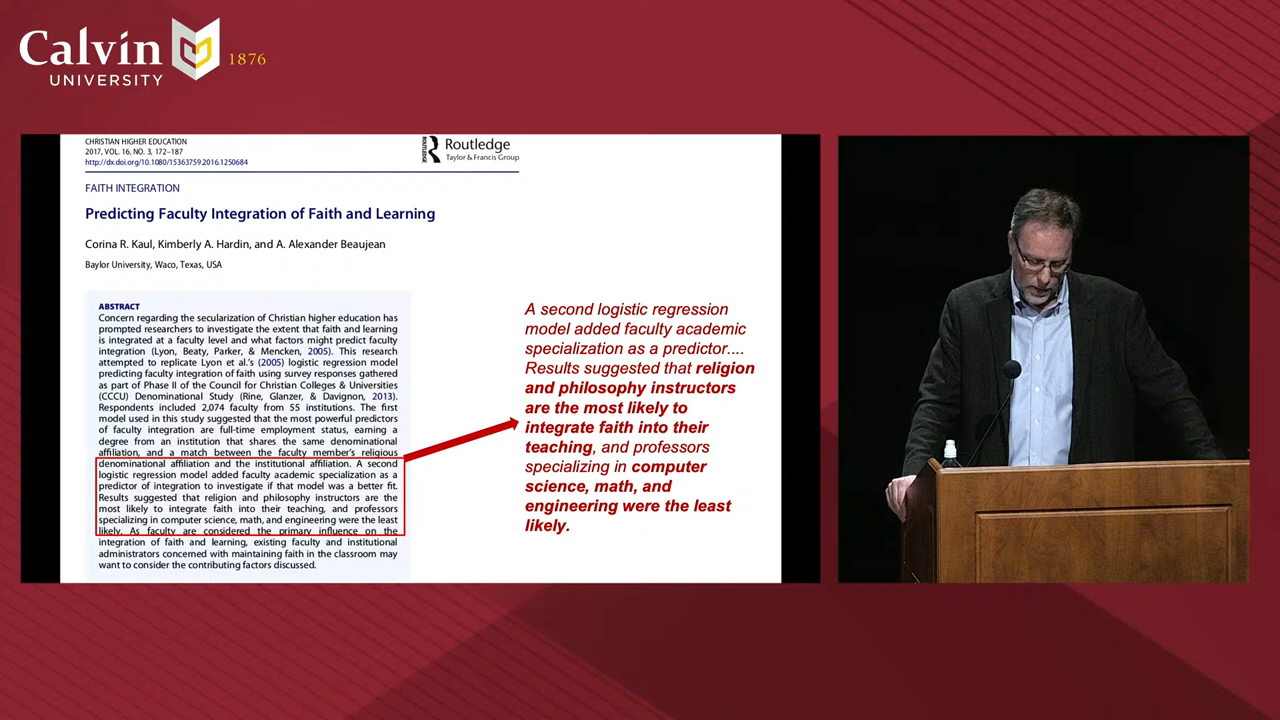 Calvin
UNIVERSITY
1876
CHRISTIAN HIGHER EDUCATION
2017, VOL. 16, NO. 3, 172–187
http://dx.doi.org/10.1080/15363759.2016.1250684
ROUTLEDGE
Routledge
Taylor & Francis Group
FAITH INTEGRATION
Predicting Faculty Integration of Faith and Learning
Corina R. Kaul, Kimberly A. Hardin, and A. Alexander Beaujean
Baylor University, Waco, Texas, USA
ABSTRACT
Concern regarding the secularization of Christian higher education has
prompted researchers to investigate the extent that faith and learning
is integrated at a faculty level and what factors might predict faculty
integration (Lyon, Beaty, Parker, & Mencken, 2005). This research
attempted to replicate Lyon et al.'s (2005) logistic regression model
predicting faculty integration of faith using survey responses gathered
as part of Phase II of the Council for Christian Colleges & Universities
(CCCU) Denominational Study (Rine, Glanzer, & Davignon, 2013).
Respondents included 2,074 faculty from 55 institutions. The first
model used in this study suggested that the most powerful predictors
of faculty integration are full-time employment status, earning a
degree from an institution that shares the same denominational
affiliation, and a match between the faculty member's religious
denominational affiliation and the institutional affiliation. A second
logistic regression model added faculty academic specialization as a
predictor of integration to investigate if that model was a better fit.
Results suggested that religion and philosophy instructors are the
most likely to integrate faith into their teaching, and professors
specializing in computer science, math, and engineering were the least
likely. As faculty are considered the primary influence on the
integration of faith and learning, existing faculty and institutional
administrators concerned with maintaining faith in the classroom may
want to consider the contributing factors discussed.
A second logistic regression
model added faculty academic
specialization as a predictor....
Results suggested that religion
and philosophy instructors
are the most likely to
integrate faith into their
teaching, and professors
specializing in computer
science, math, and
engineering were the least
likely.